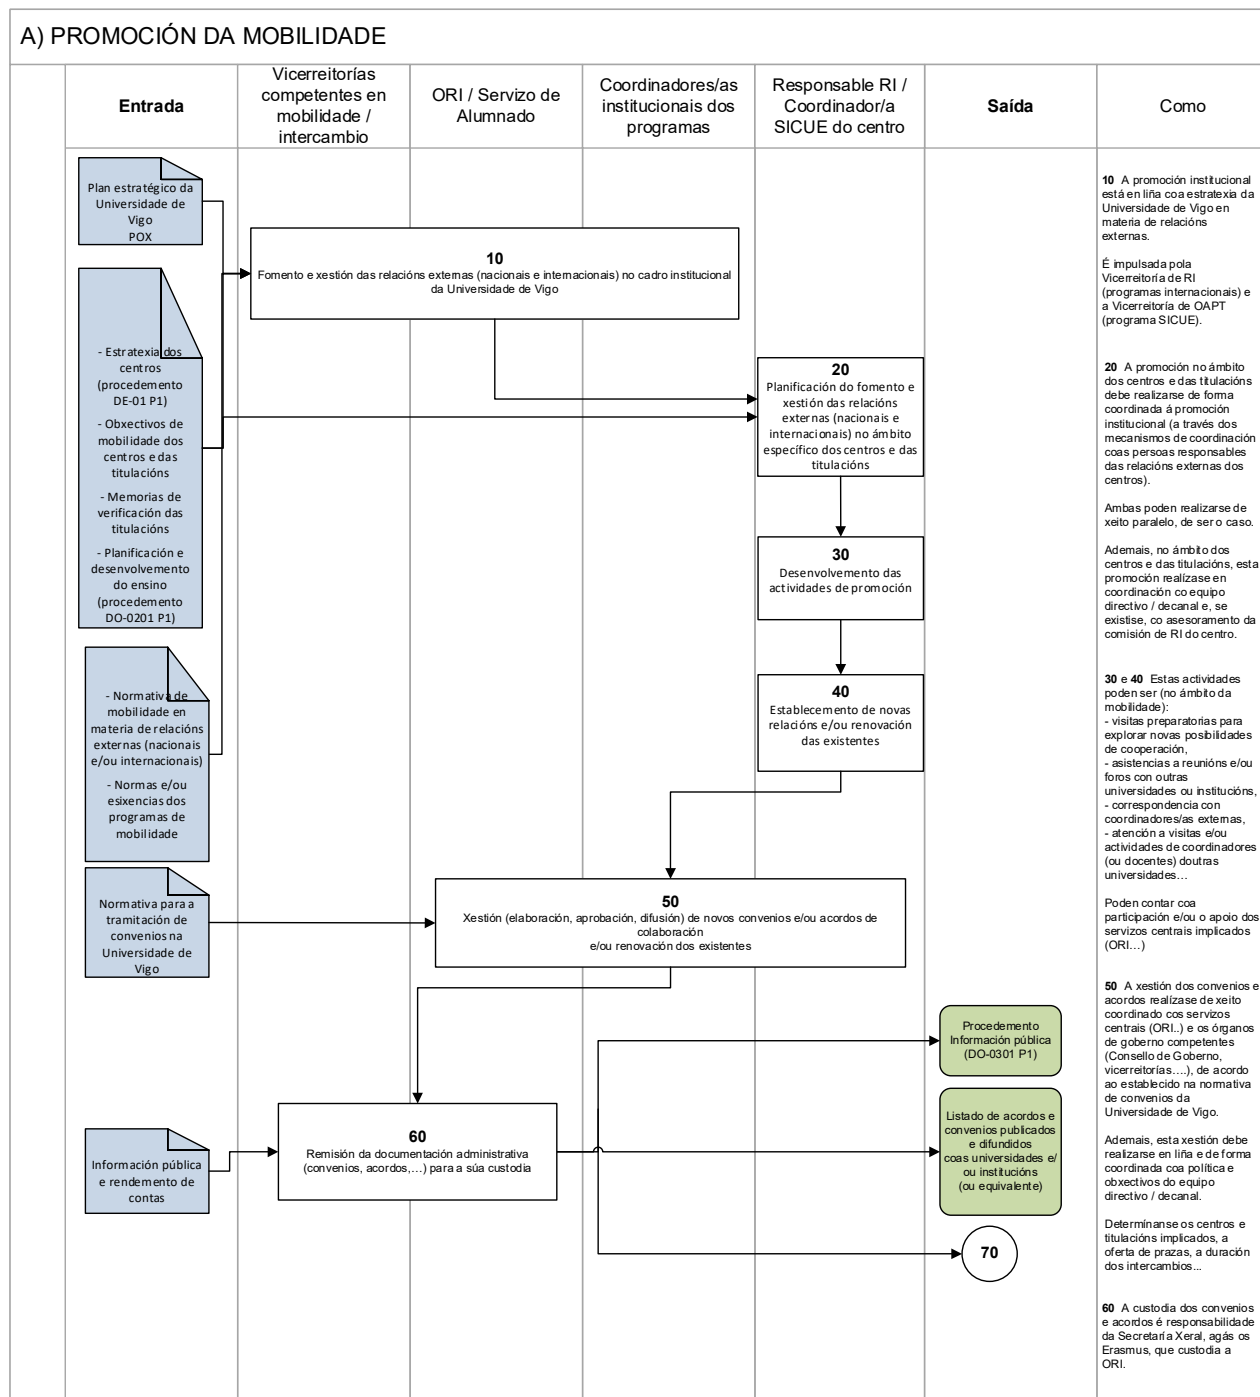 A) PROMOCIÓN DA MOBILIDADE
Entrada
Vicerreitorías
competentes en
mobilidade /
intercambio
ORI / Servizo de
Alumnado
Coordinadores/as
institucionais dos
programas
Responsable RI /
Coordinador/a
SICUE do centro
Saída
Como
Plan estratéxico da
Universidade de
Vigo
POX
- Estratexia dos
centros
(procedemento
DE-01 P1)
- Obxectivos de
mobilidade dos
centros e das
titulacións
- Memorias de
verificación das
titulacións
- Planificación e
desenvolvemento
do ensino
(procedemento
DO-0201 P1)
- Normativa de
mobilidade en
materia de relacións
externas (nacionais
e/ou internacionais)
- Normas e/ou
esixencias dos
programas de
mobilidade
Normativa para a
tramitación de
convenios na
Universidade de
Vigo
Información pública
e rendemento de
contas
10
Fomento e xestión das relacións externas (nacionais e internacionais) no cadro institucional
da Universidade de Vigo
20
Planificación do fomento e
xestión das relacións
externas (nacionais e
internacionais) no ámbito
específico dos centros e das
titulacións
30
Desenvolvemento das
actividades de promoción
40
Establecemento de novas
relacións e/ou renovación
das existentes
50
Xestión (elaboración, aprobación, difusión) de novos convenios e/ou acordos de
colaboración
e/ou renovación dos existentes
60
Remisión da documentación administrativa
(convenios, acordos,...) para a súa custodia
Procedemento
Información pública
(DO-0301 P1)
Listado de acordos e
convenios publicados
e difundidos
coas universidades e/
ou institucións
(ou equivalente)
70
10 A promoción institucional
está en liña coa estratexia da
Universidade de Vigo en
materia de relacións
externas.
É impulsada pola
Vicerreitoría de RI
(programas internacionais) e
a Vicerreitoría de OAPT
(programa SICUE).
20 A promoción no ámbito
dos centros e das titulacións
debe realizarse de forma
coordinada á promoción
institucional (a través dos
mecanismos de coordinación
coas persoas responsables
das relacións externas dos
centros).
Ambas poden realizarse de
xeito paralelo, de ser o caso.
Ademais, no ámbito dos
centros e das titulacións, esta
promoción realízase en
coordinación co equipo
directivo / decanal e, se
existise, co asesoramento da
comisión de RI do centro.
30 e 40 Estas actividades
poden ser (no ámbito da
mobilidade):
- visitas preparatorias para
explorar novas posibilidades
de cooperación,
- asistencias a reunións e/ou
foros con outras
universidades ou institucións,
- correspondencia con
coordinadores/as externas,
- atención a visitas e/ou
actividades de coordinadores
(ou docentes) doutras
universidades...
Poden contar coa
participación e/ou o apoio dos
servizos centrais implicados
(ORI...)
50 A xestión dos convenios e
acordos realízase de xeito
coordinado cos servizos
centrais (ORI..) e os órganos
de goberno competentes
(Consello de Goberno,
vicerreitorías....), de acordo
ao establecido na normativa
de convenios da
Universidade de Vigo.
Ademais, esta xestión debe
realizarse en liña e de forma
coordinada coa política e
obxectivos do equipo
directivo / decanal.
Determínanse os centros e
titulacións implicados, a
oferta de prazas, a duración
dos intercambios...
60 A custodia dos convenios
e acordos é responsabilidade
da Secretaría Xeral, agás os
Erasmus, que custodia a
ORI.